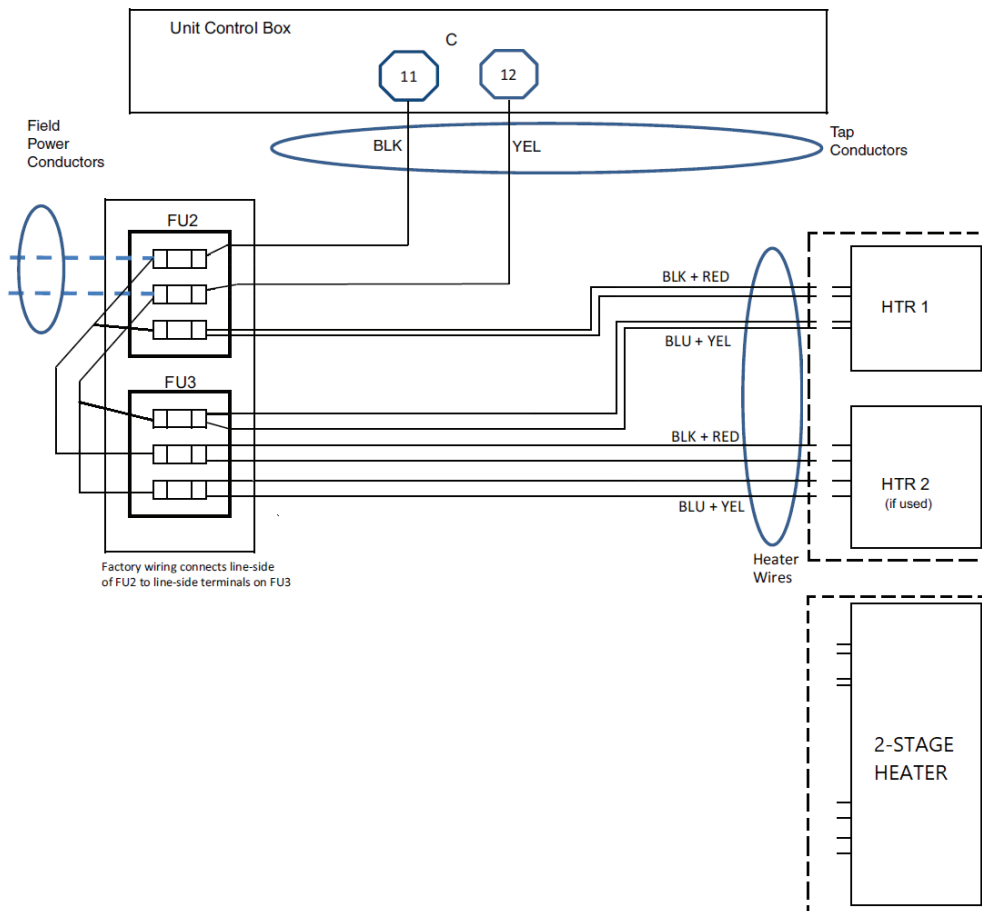 Unit Control Box
C
11
12
Field
Power
Conductors
BLK
YEL
Tap
Conductors
FU2
BLK + RED
HTR 1
BLU + YEL
FU3
BLK + RED
HTR 2
(if used)
BLU + YEL
Heater
Wires
Factory wiring connects line-side
of FU2 to line-side terminals on FU3
2-STAGE
HEATER